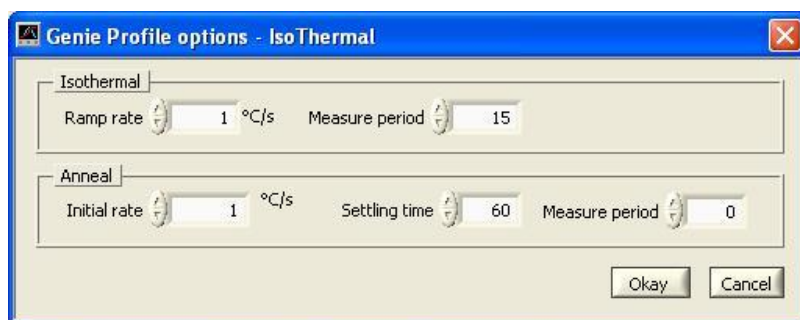 Genie Profile options - IsoThermal
Isothermal
Ramp rate 1 °C/s Measure period 15
Anneal
Initial rate 1 °C/s Settling time 60 Measure period 0
Okay Cancel